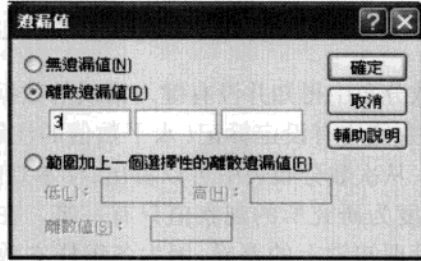 遺漏值
無遺漏值(N)
離散遺漏值(D)
3
範圍加上一個選擇性的離散遺漏值(R)
低(L)：
高(H)：
離散值(S)：
確定
取消
輔助說明